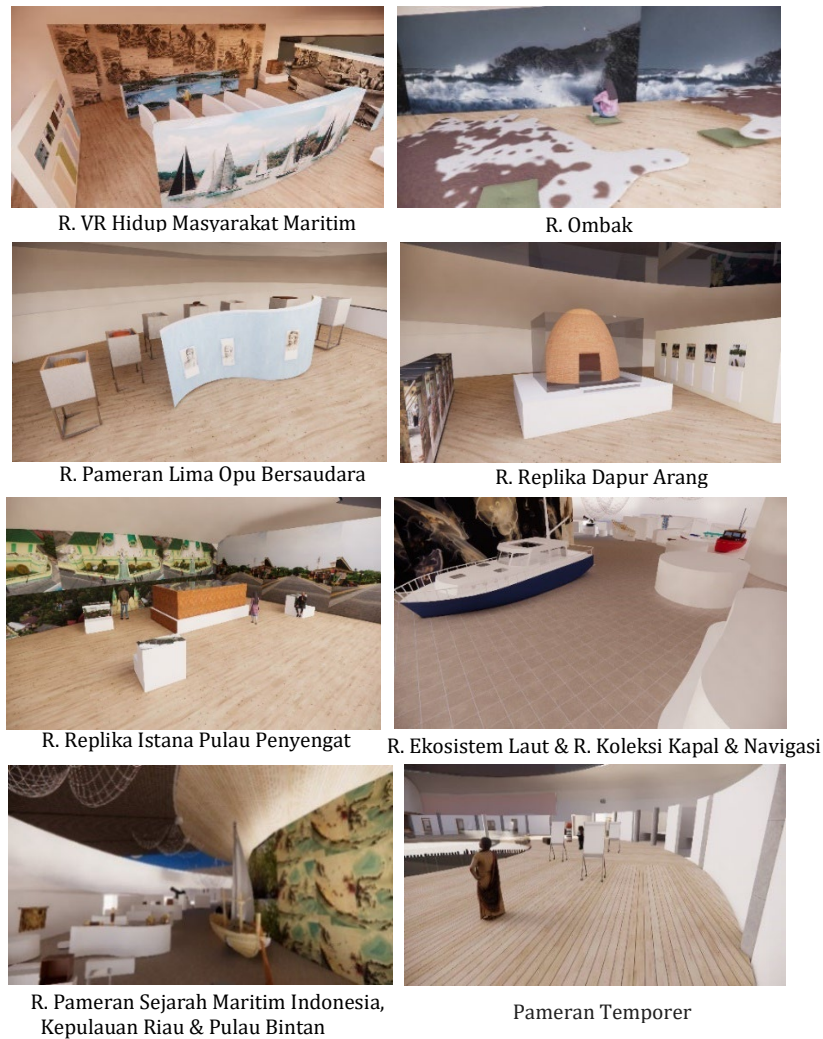 R. VR Hidup Masyarakat Maritim
R. Ombak
R. Pameran Lima Opu Bersaudara
R. Replika Dapur Arang
R. Replika Istana Pulau Penyengat
R. Ekosistem Laut & R. Koleksi Kapal & Navigasi
R. Pameran Sejarah Maritim Indonesia,
Kepulauan Riau & Pulau Bintan
Pameran Temporer